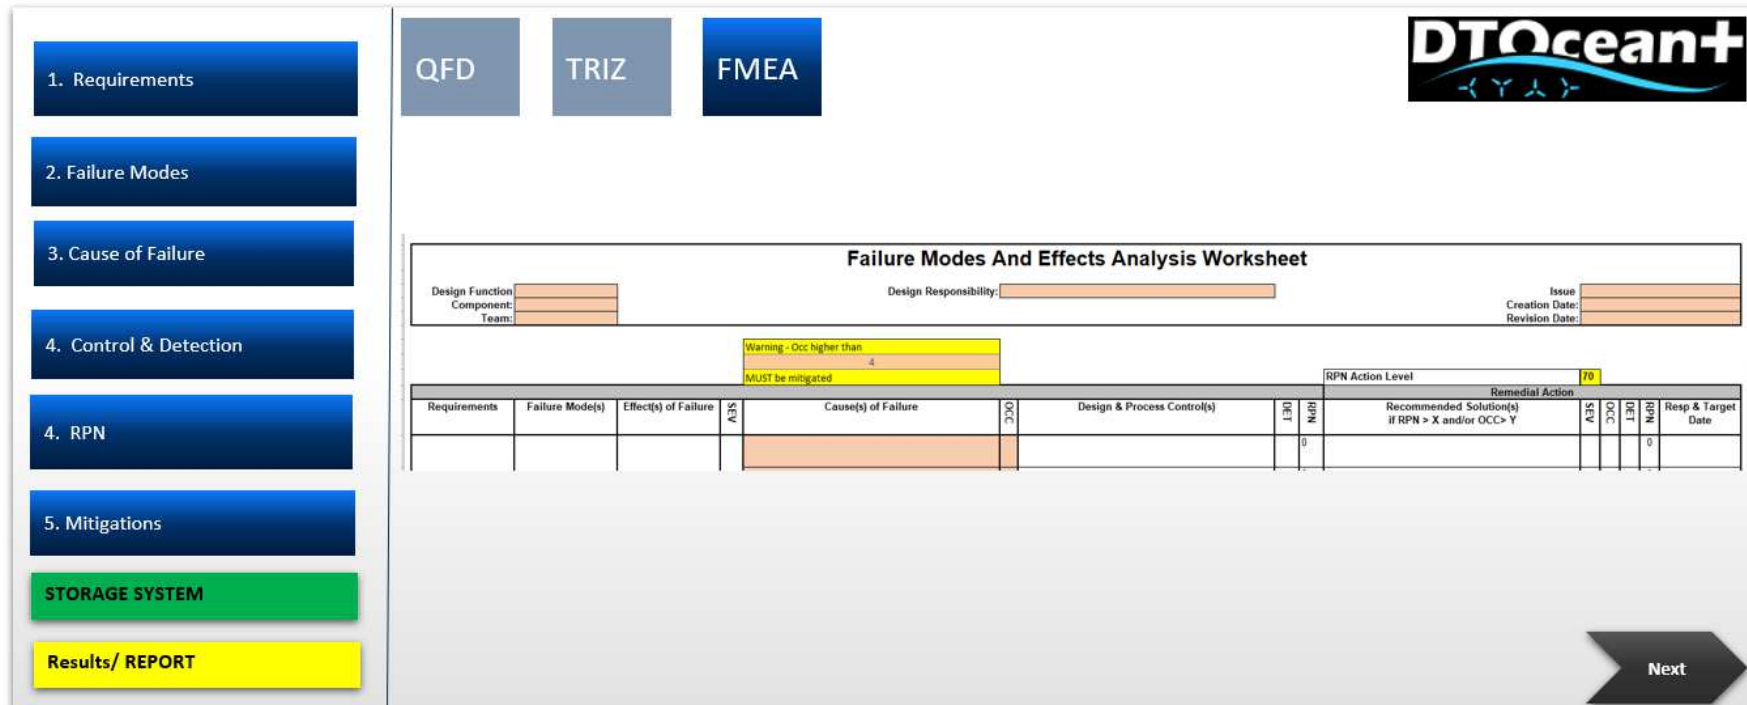 1. Requirements
2. Failure Modes
3. Cause of Failure
4. Control & Detection
4. RPN
5. Mitigations
STORAGE SYSTEM
Results/ REPORT
QFD
TRIZ
FMEA
DTOcean+
Failure Modes And Effects Analysis Worksheet
Design Function
Component:
Team:
Design Responsibility:
Issue
Creation Date:
Revision Date:
Warning - Occ higher than
4
MUST be mitigated
RPN Action Level 70
Remedial Action
Requirements Failure Mode(s) Effect(s) of Failure SEV Cause(s) of Failure OCC Design & Process Control(s) DET RPN Recommended Solution(s) SEV OCC DET RPN Resp & Target
if RPN > X and/or OCC> Y Date
0 0
Next